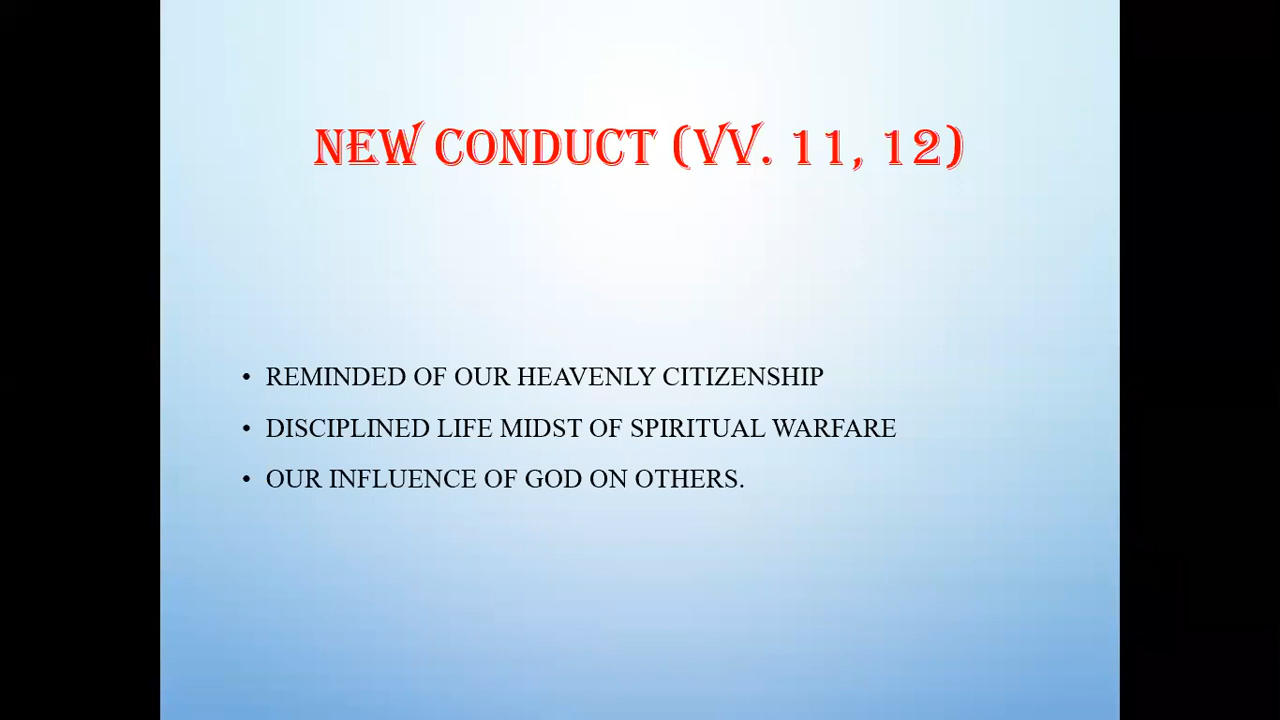 NEW CONDUCT (VV. 11, 12)
• REMINDED OF OUR HEAVENLY CITIZENSHIP
• DISCIPLINED LIFE MIDST OF SPIRITUAL WARFARE
• OUR INFLUENCE OF GOD ON OTHERS.